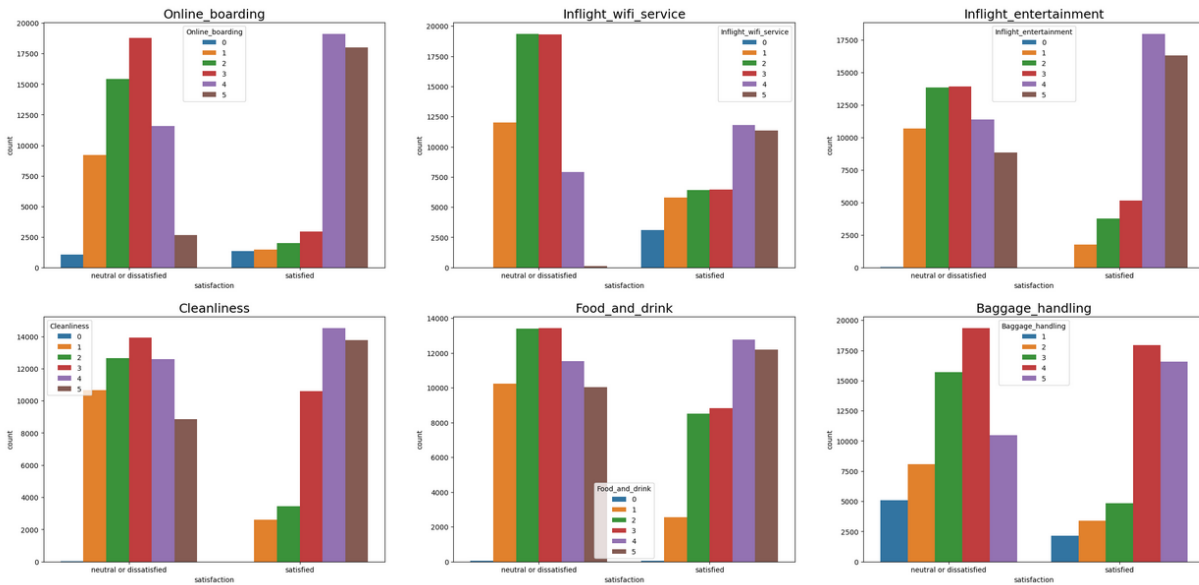 Online_boarding
20000
17500
15000
12500
10000
7500
5000
2500
0
count
Online_boarding
0
1
2
3
4
5
neutral or dissatisfied
satisfied
satisfaction
Inflight_wifi_service
20000
17500
15000
12500
10000
7500
5000
2500
0
count
Inflight_wifi_service
0
1
2
3
4
5
neutral or dissatisfied
satisfied
satisfaction
Inflight_entertainment
17500
15000
12500
10000
7500
5000
2500
0
count
Inflight_entertainment
0
1
2
3
4
5
neutral or dissatisfied
satisfied
satisfaction
Cleanliness
14000
12000
10000
8000
6000
4000
2000
0
count
Cleanliness
0
1
2
3
4
5
neutral or dissatisfied
satisfied
satisfaction
Food_and_drink
14000
12000
10000
8000
6000
4000
2000
0
count
Food_and_drink
0
1
2
3
4
5
neutral or dissatisfied
satisfied
satisfaction
Baggage_handling
20000
17500
15000
12500
10000
7500
5000
2500
0
count
Baggage_handling
1
2
3
4
5
neutral or dissatisfied
satisfied
satisfaction